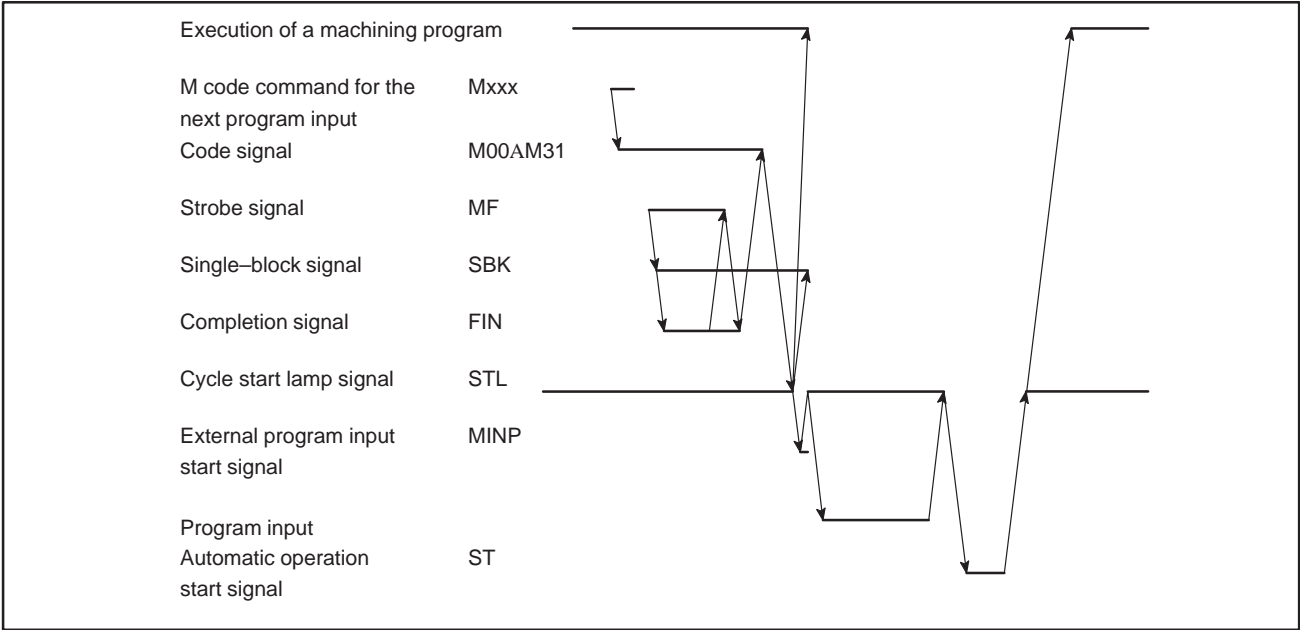 Execution of a machining program
M code command for the Mxxx
next program input
Code signal M00AM31
Strobe signal MF
Single–block signal SBK
Completion signal FIN
Cycle start lamp signal STL
External program input MINP
start signal
Program input
Automatic operation ST
start signal